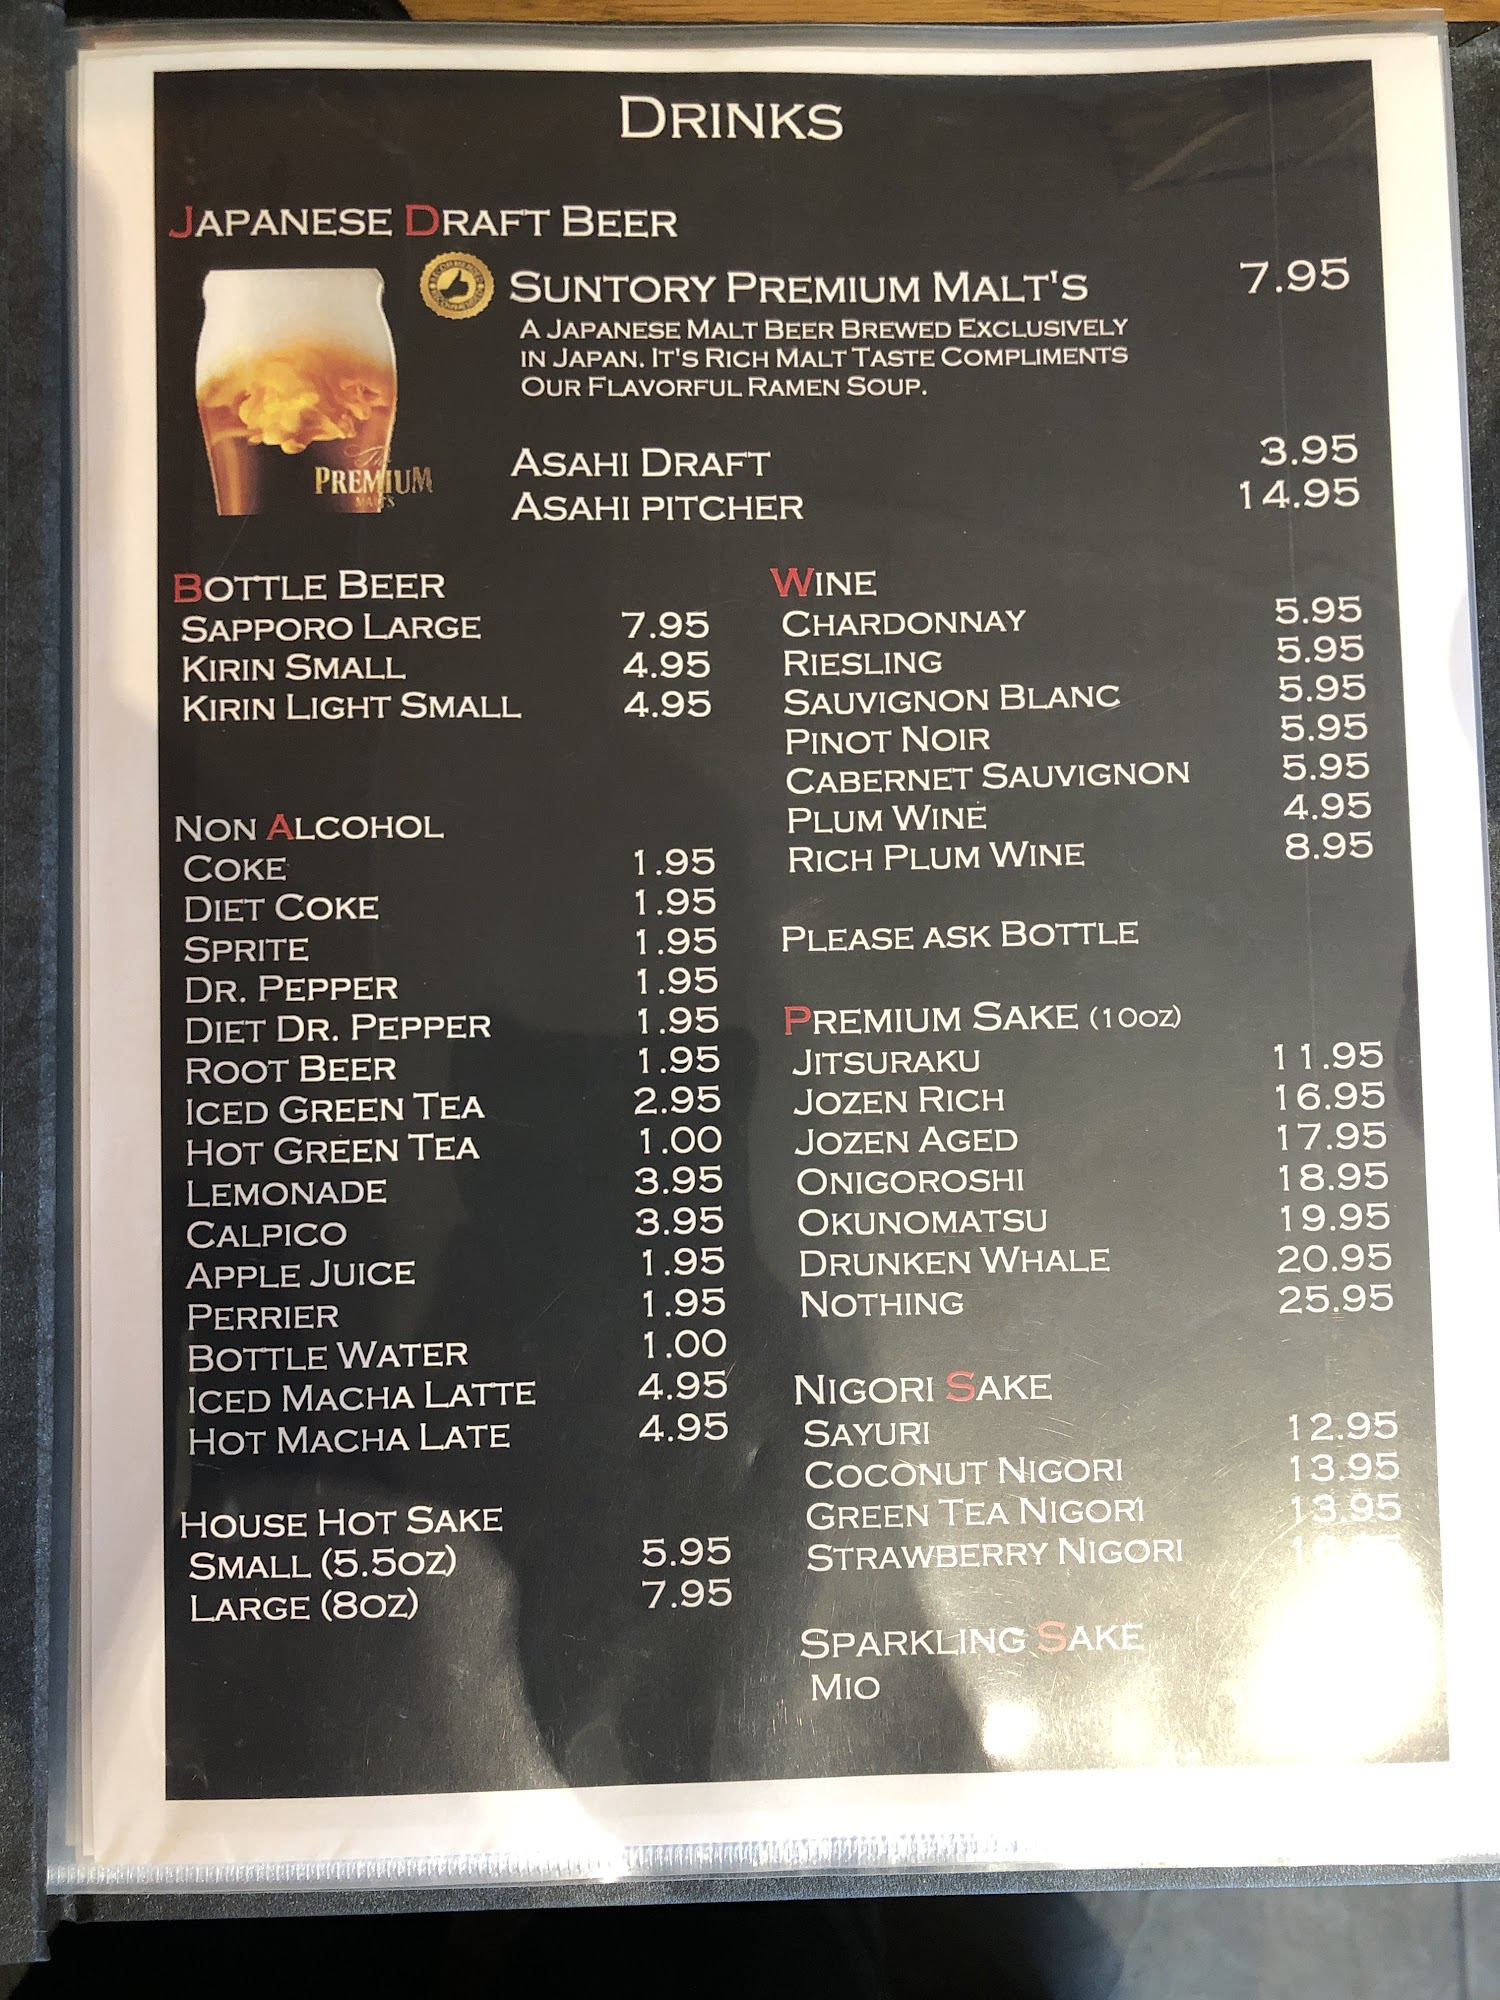 DRINKS
JAPANESE DRAFT BEER
SUNTORY PREMIUM MALT'S 7.95
A JAPANESE MALT BEER BREWED EXCLUSIVELY
IN JAPAN. IT'S RICH MALT TASTE COMPLIMENTS
OUR FLAVORFUL RAMEN SOUP.
The
PREMIUM
MALT'S
ASAHI DRAFT 3.95
ASAHI PITCHER 14.95
BOTTLE BEER
SAPPORO LARGE 7.95
KIRIN SMALL 4.95
KIRIN LIGHT SMALL 4.95
NON ALCOHOL
COKE 1.95
DIET COKE 1.95
SPRITE 1.95
DR. PEPPER 1.95
DIET DR. PEPPER 1.95
ROOT BEER 1.95
ICED GREEN TEA 2.95
HOT GREEN TEA 1.00
LEMONADE 3.95
CALPICO 3.95
APPLE JUICE 1.95
PERRIER 1.95
BOTTLE WATER 1.00
ICED MACHA LATTE 4.95
HOT MACHA LATE 4.95
HOUSE HOT SAKE
SMALL (5.5OZ) 5.95
LARGE (8OZ) 7.95
WINE
CHARDONNAY 5.95
RIESLING 5.95
SAUVIGNON BLANC 5.95
PINOT NOIR 5.95
CABERNET SAUVIGNON 5.95
PLUM WINE 4.95
RICH PLUM WINE 8.95
PLEASE ASK BOTTLE
PREMIUM SAKE (10OZ)
JITSURAKU 11.95
JOZEN RICH 16.95
JOZEN AGED 17.95
ONIGOROSHI 18.95
OKUNOMATSU 19.95
DRUNKEN WHALE 20.95
NOTHING 25.95
NIGORI SAKE
SAYURI 12.95
COCONUT NIGORI 13.95
GREEN TEA NIGORI 13.95
STRAWBERRY NIGORI
SPARKLING SAKE
MIO